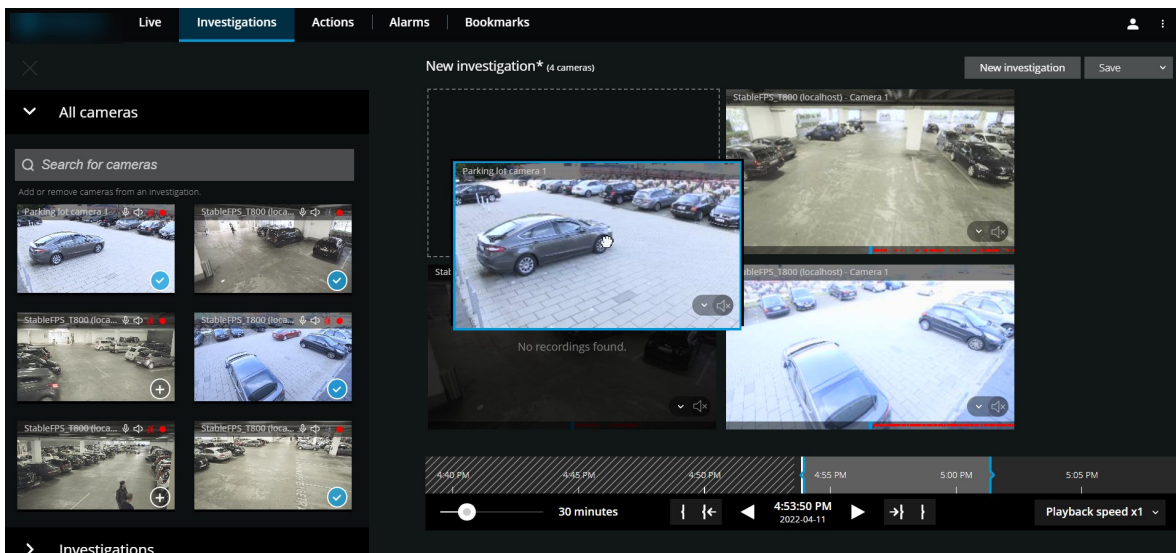 Live Investigations Actions Alarms Bookmarks
New investigation* (4 cameras)
New investigation Save
All cameras
Search for cameras
Add or remove cameras from an investigation.
Parking lot camera 1
StableFPS_T800 (loca...
StableFPS_T800 (loca...
StableFPS_T800 (loca...
StableFPS_T800 (loca...
StableFPS_T800 (loca...
Investigations
StableFPS_T800 (localhost) - Camera 1
Parking lot camera 1
(localhost) - Camera 1
No recordings found.
4:40 PM 4:45 PM 4:50 PM 4:55 PM 5:00 PM 5:05 PM
30 minutes
4:53:50 PM
2022-04-11
Playback speed x1